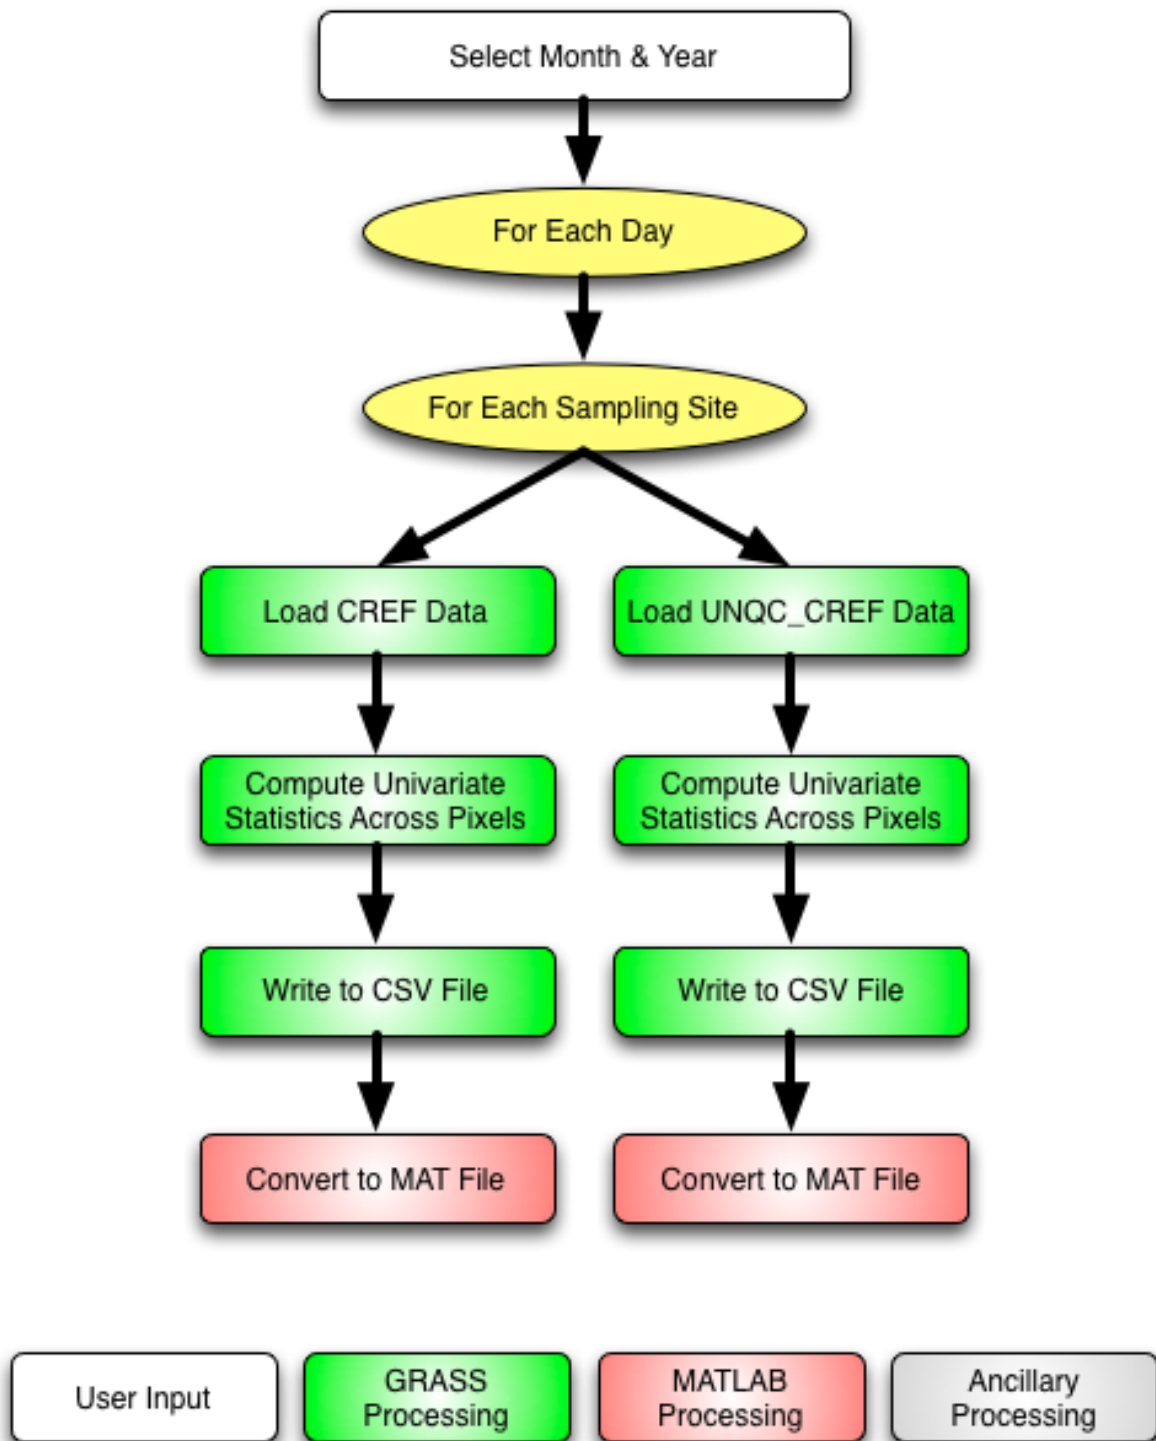 Select Month & Year
For Each Day
For Each Sampling Site
Load CREF Data
Load UNQC_CREF Data
Compute Univariate
Statistics Across Pixels
Compute Univariate
Statistics Across Pixels
Write to CSV File
Write to CSV File
Convert to MAT File
Convert to MAT File
User Input
GRASS
Processing
MATLAB
Processing
Ancillary
Processing